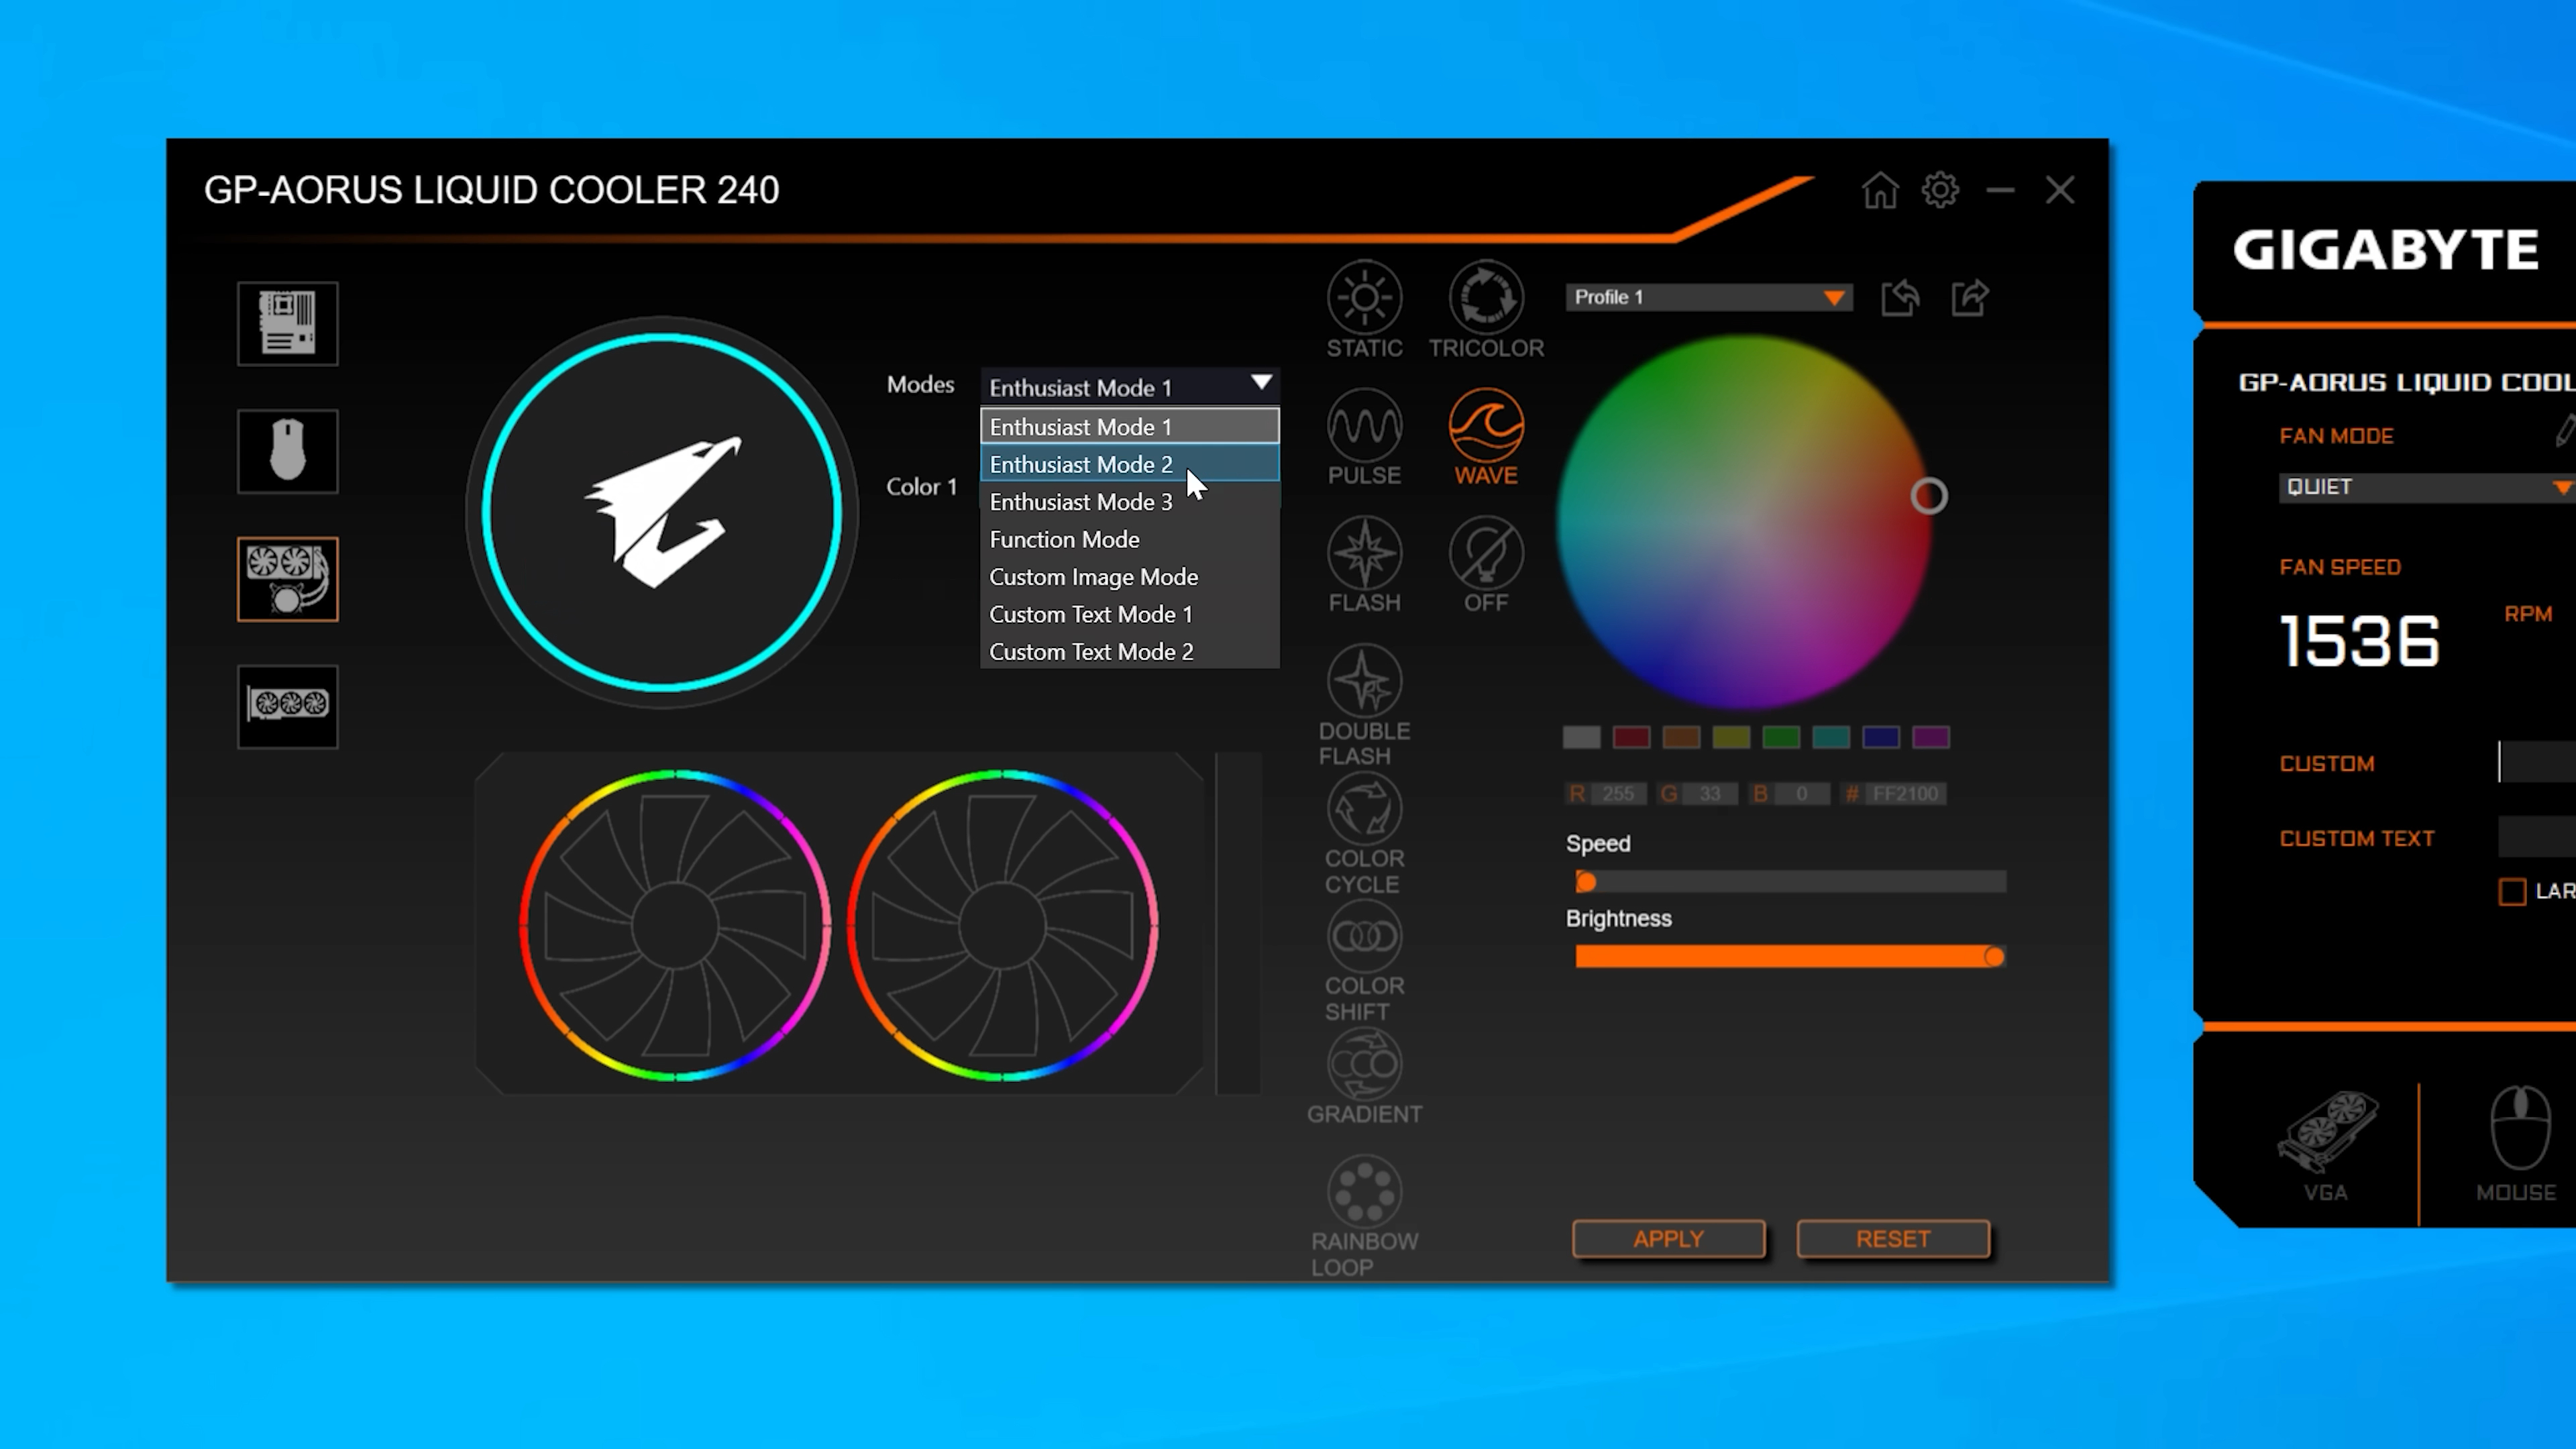 GP-AORUS LIQUID COOLER 240
Modes
Enthusiast Mode 1
Enthusiast Mode 1
Enthusiast Mode 2
Enthusiast Mode 3
Function Mode
Custom Image Mode
Custom Text Mode 1
Custom Text Mode 2
Color 1
STATIC
TRICOLOR
PULSE
WAVE
FLASH
OFF
DOUBLE
FLASH
COLOR
CYCLE
COLOR
SHIFT
GRADIENT
RAINBOW
LOOP
Profile 1
R 255 G 33 B 0 # FF2100
Speed
Brightness
APPLY
RESET
GIGABYTE
GP-AORUS LIQUID COOL
FAN MODE
QUIET
FAN SPEED
1536 RPM
CUSTOM
CUSTOM TEXT
LAR
VGA
MOUSE